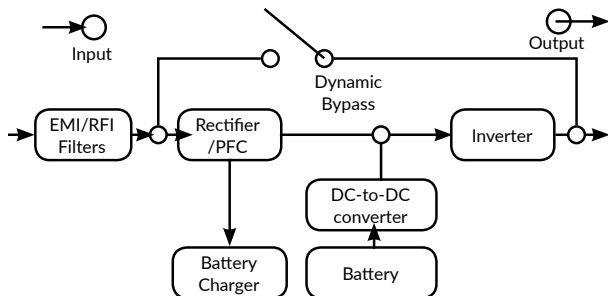 Input
Output
Dynamic
Bypass
EMI/RFI
Filters
Rectifier
/PFC
Inverter
DC-to-DC
converter
Battery
Charger
Battery